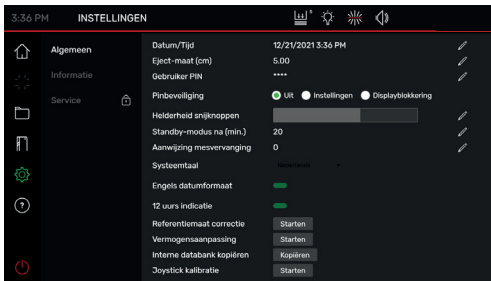 3:36 PM INSTELLINGEN
Algemeen
Informatie
Service
Datum/Tijd 12/21/2021 3:36 PM
Eject-maat (cm) 5.00
Gebruiker PIN ****
Pinbeveiliging Uit Instellingen Displayblokkering
Helderheid snijknoppen
Standby-modus na (min.) 20
Aanwijzing mesvervanging 0
Systeemtaal Nederlands
Engels datumformaat
12 uurs indicatie
Referentiemaat correctie Starten
Vermogensaanpassing Starten
Interne databank kopiëren Kopiëren
Joystick kalibratie Starten